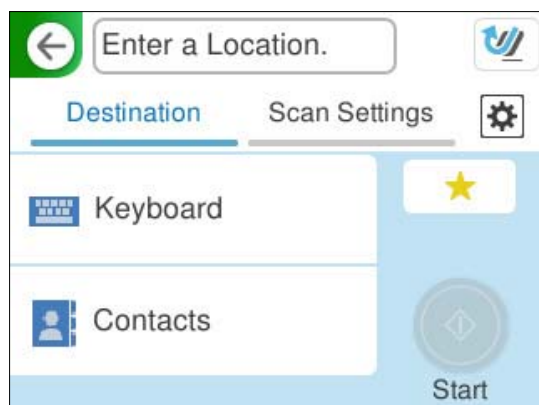 Enter a Location.
Destination
Scan Settings
Keyboard
Contacts
Start